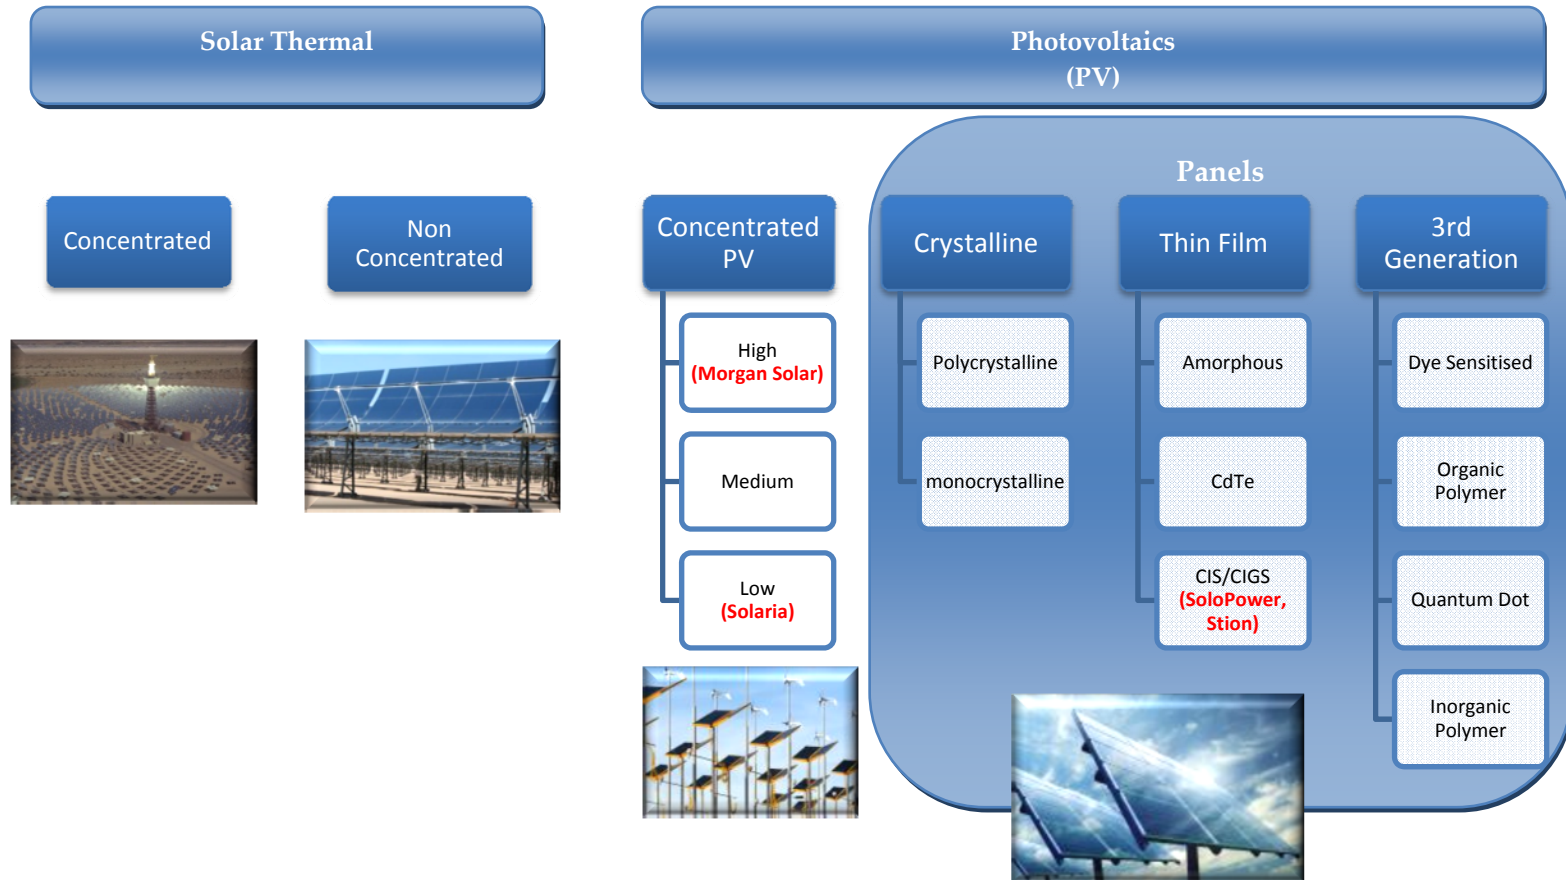 Solar Thermal
Photovoltaics
(PV)
Panels
Concentrated
Non
Concentrated
Concentrated
PV
Crystalline
Thin Film
3rd
Generation
High
(Morgan Solar)
Medium
Low
(Solaria)
Polycrystalline
monocrystalline
Amorphous
CdTe
CIS/CIGS
(SoloPower,
Stion)
Dye Sensitised
Organic
Polymer
Quantum Dot
Inorganic
Polymer